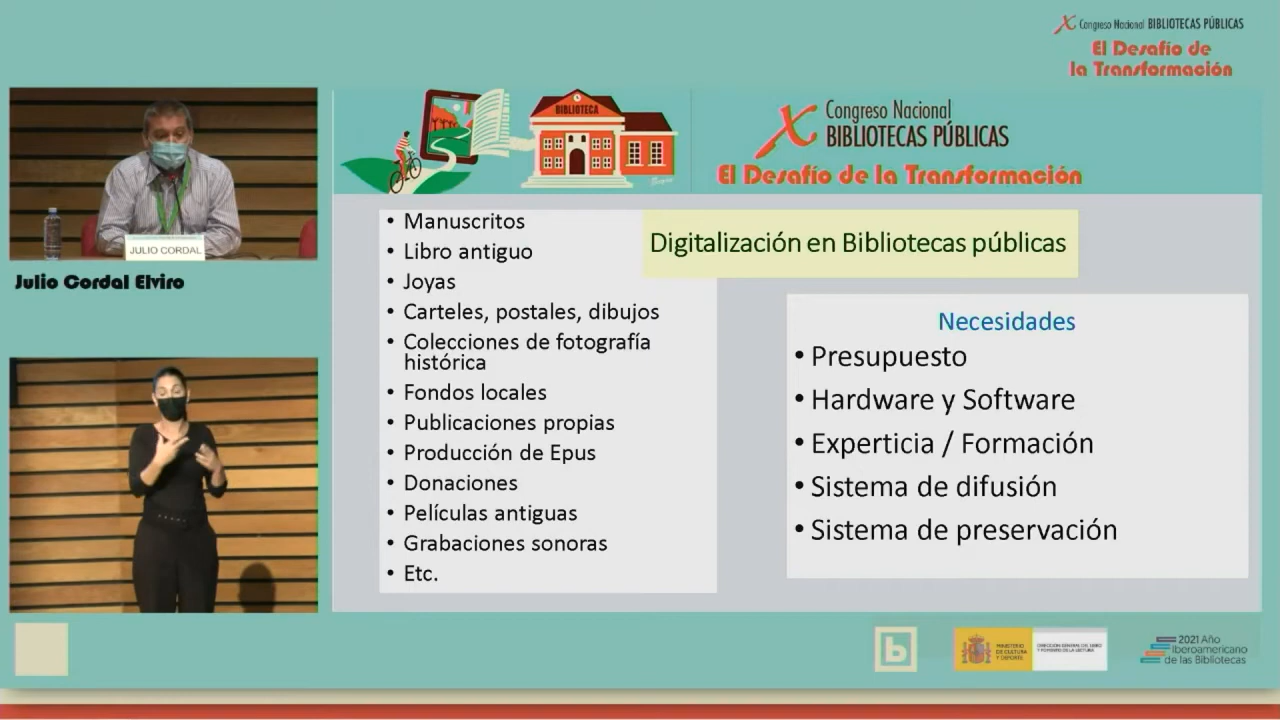 X Congreso Nacional BIBLIOTECAS PÚBLICAS
El Desafío de
la Transformación
JULIO CORDAL
Julio Cordal Elviro
BIBLIOTECA
X Congreso Nacional
BIBLIOTECAS PÚBLICAS
El Desafío de la Transformación
• Manuscritos
• Libro antiguo
• Joyas
• Carteles, postales, dibujos
• Colecciones de fotografía
histórica
• Fondos locales
• Publicaciones propias
• Producción de Epus
• Donaciones
• Películas antiguas
• Grabaciones sonoras
• Etc.
Digitalización en Bibliotecas públicas
Necesidades
• Presupuesto
• Hardware y Software
• Experticia / Formación
• Sistema de difusión
• Sistema de preservación
b
MINISTERIO
DE CULTURA
Y DEPORTE
DIRECCIÓN GENERAL DEL LIBRO
Y FOMENTO DE LA LECTURA
2021 Año
Iberoamericano
de las Bibliotecas